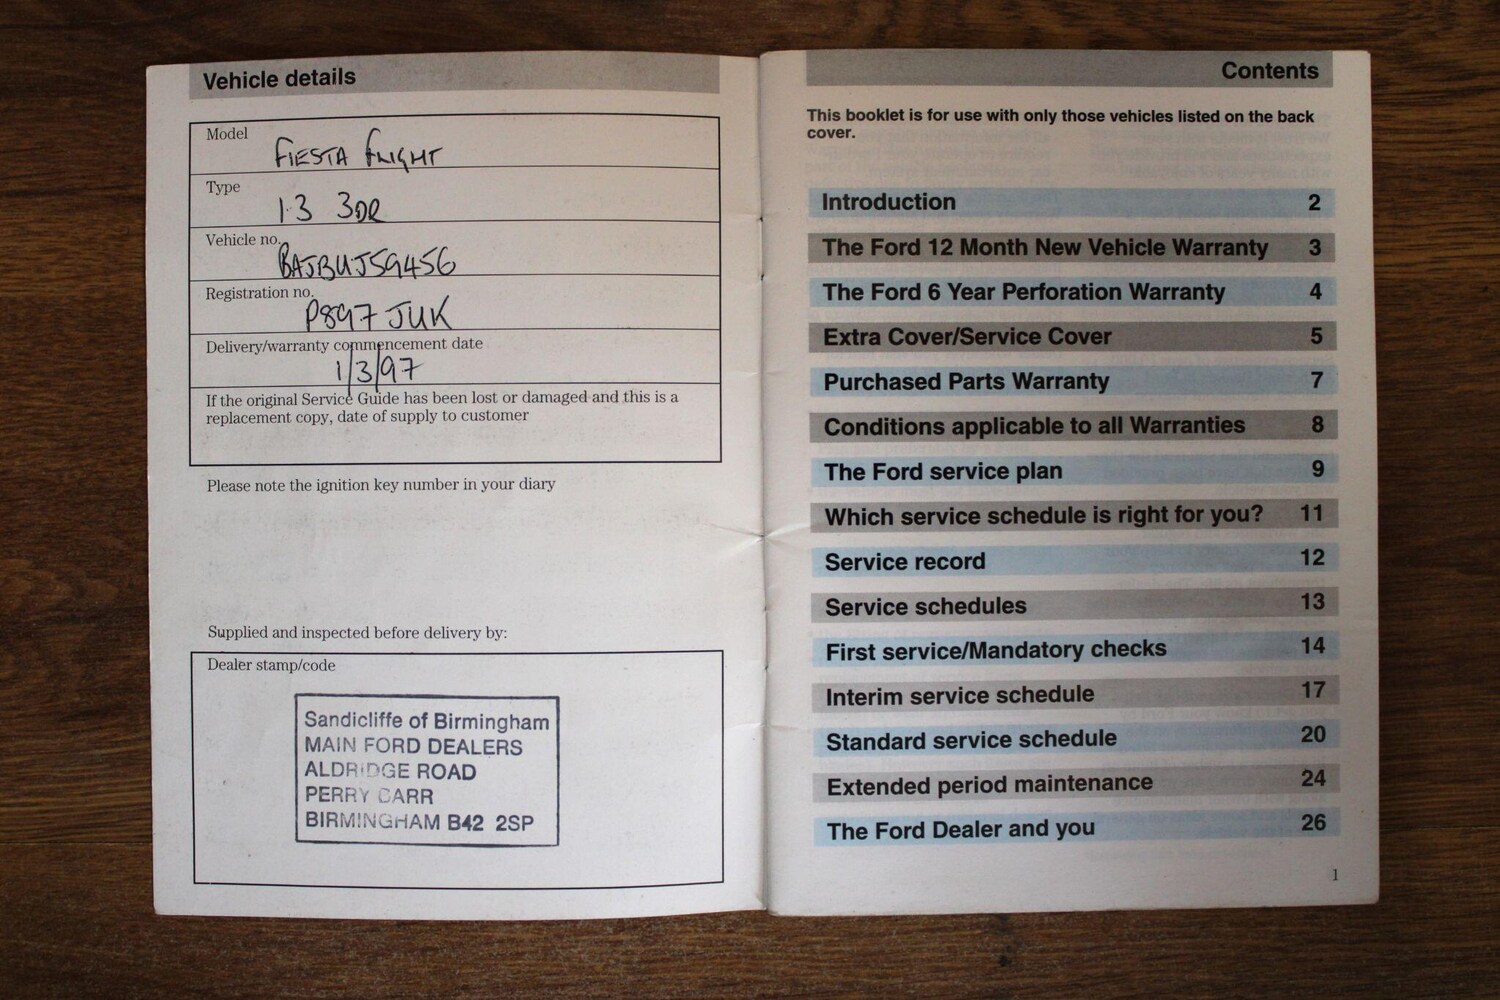 Vehicle details
Model
FIESTA FLIGHT
Type
1.3 3DR
Vehicle no.
BAJBUJ59456
Registration no.
P897 JUK
Delivery/warranty commencement date
1/3/97
If the original Service Guide has been lost or damaged and this is a
replacement copy, date of supply to customer
Please note the ignition key number in your diary
Supplied and inspected before delivery by:
Dealer stamp/code
Sandicliffe of Birmingham
MAIN FORD DEALERS
ALDRIDGE ROAD
PERRY BARR
BIRMINGHAM B42 2SP
Contents
This booklet is for use with only those vehicles listed on the back
cover.
Introduction 2
The Ford 12 Month New Vehicle Warranty 3
The Ford 6 Year Perforation Warranty 4
Extra Cover/Service Cover 5
Purchased Parts Warranty 7
Conditions applicable to all Warranties 8
The Ford service plan 9
Which service schedule is right for you? 11
Service record 12
Service schedules 13
First service/Mandatory checks 14
Interim service schedule 17
Standard service schedule 20
Extended period maintenance 24
The Ford Dealer and you 26
1